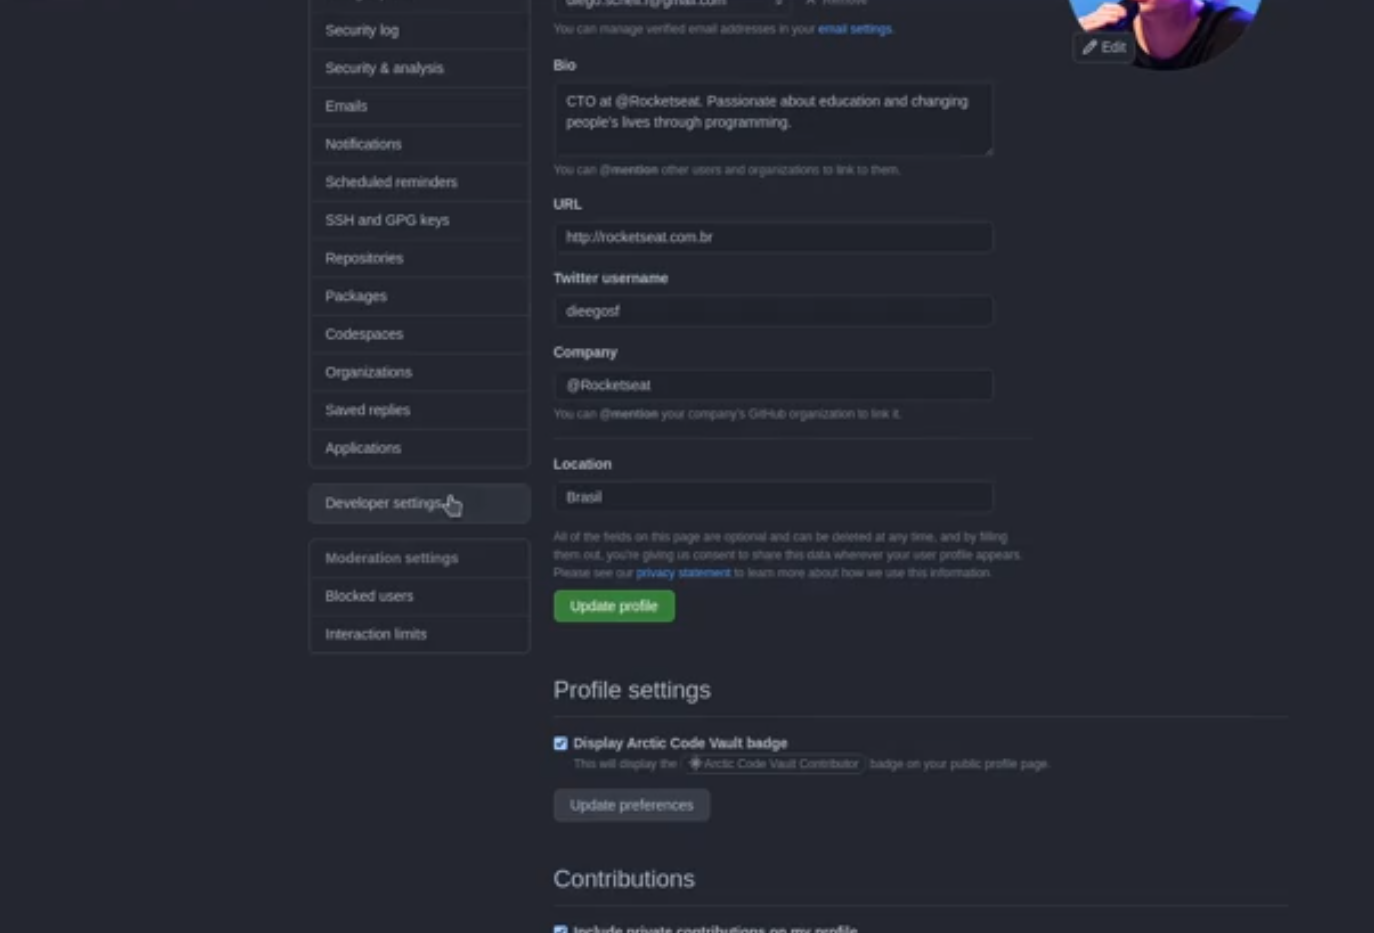 Security log
Security & analysis
Emails
Notifications
Scheduled reminders
SSH and GPG keys
Repositories
Packages
Codespaces
Organizations
Saved replies
Applications
Developer settings
Moderation settings
Blocked users
Interaction limits
You can manage verified email addresses in your email settings.
Edit
Bio
CTO at @Rocketseat. Passionate about education and changing
people's lives through programming.
You can @mention other users and organizations to link to them.
URL
http://rocketseat.com.br
Twitter username
dieegosf
Company
@Rocketseat
You can @mention your company's GitHub organization to link it.
Location
Brasil
All of the fields on this page are optional and can be deleted at any time, and by filling
them out, you're giving us consent to share this data wherever your user profile appears.
Please see our privacy statement to learn more about how we use this information.
Update profile
Profile settings
Display Arctic Code Vault badge
This will display the Arctic Code Vault Contributor badge on your public profile page.
Update preferences
Contributions
Include private contributions on my profile